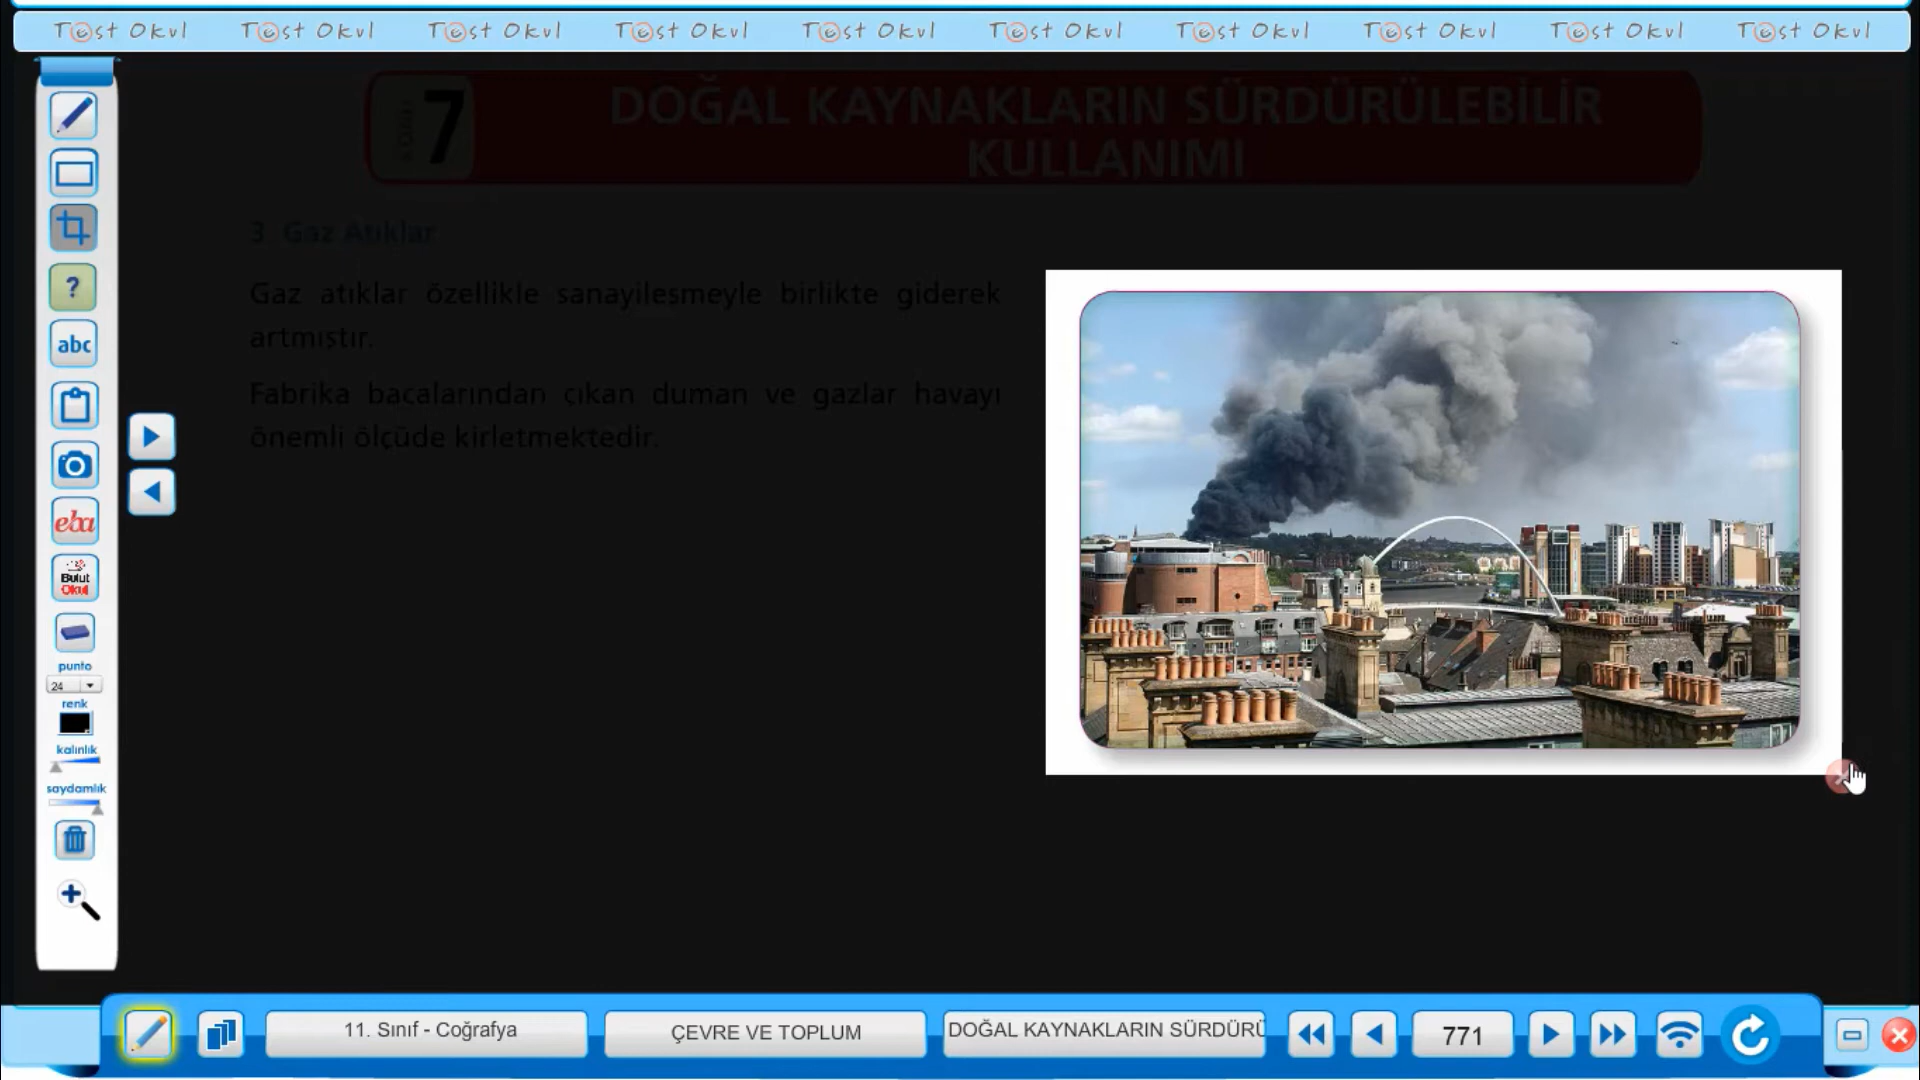 Test Okul Test Okul Test Okul Test Okul Test Okul Test Okul Test Okul Test Okul Test Okul Test Okul
7
DOĞAL KAYNAKLARIN SÜRDÜRÜLEBİLİR
KULLANIMI
3. Gaz Atıklar
Gaz atıklar özellikle sanayileşmeyle birlikte giderek
artmıştır.
Fabrika bacalarından çıkan duman ve gazlar havayı
önemli ölçüde kirletmektedir.
?
abc
eba
Bulut
Okul
punto
24
renk
kalınlık
saydamlık
11. Sınıf - Coğrafya
ÇEVRE VE TOPLUM
DOĞAL KAYNAKLARIN SÜRDÜRÜ
771